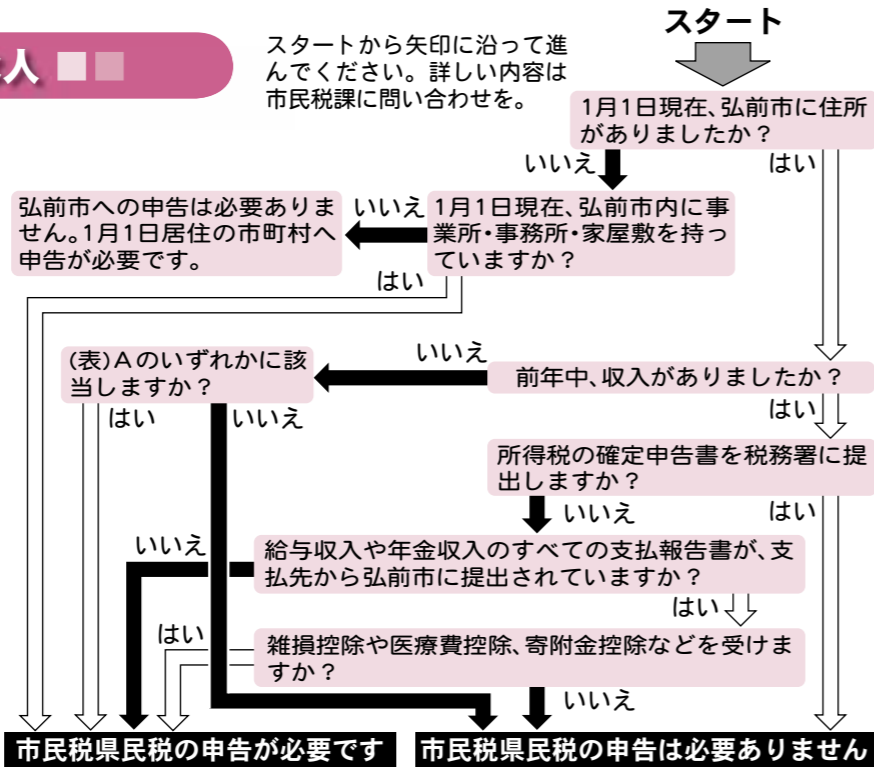 人
スタートから矢印に沿って進
んでください。詳しい内容は
市民税課に問い合わせを。
スタート
1月1日現在、弘前市に住所
がありましたか？
いいえ
はい
1月1日現在、弘前市内に事
業所・事務所・家屋敷を持っ
ていますか？
いいえ
弘前市への申告は必要ありま
せん。1月1日居住の市町村へ
申告が必要です。
はい
前年中、収入がありましたか？
いいえ
(表)Aのいずれかに該
当しますか？
はい
いいえ
はい
所得税の確定申告書を税務署に提
出しますか？
いいえ
はい
給与収入や年金収入のすべての支払報告書が、支
払先から弘前市に提出されていますか？
いいえ
はい
雑損控除や医療費控除、寄附金控除などを受けま
すか？
はい
いいえ
市民税県民税の申告が必要です
市民税県民税の申告は必要ありません